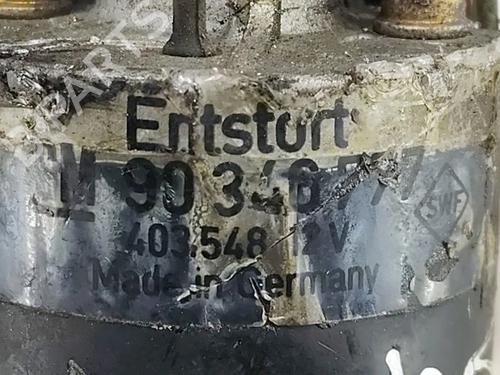 Entstört
GM 90 346 777
403.548 12 V
SWF
Made in Germany